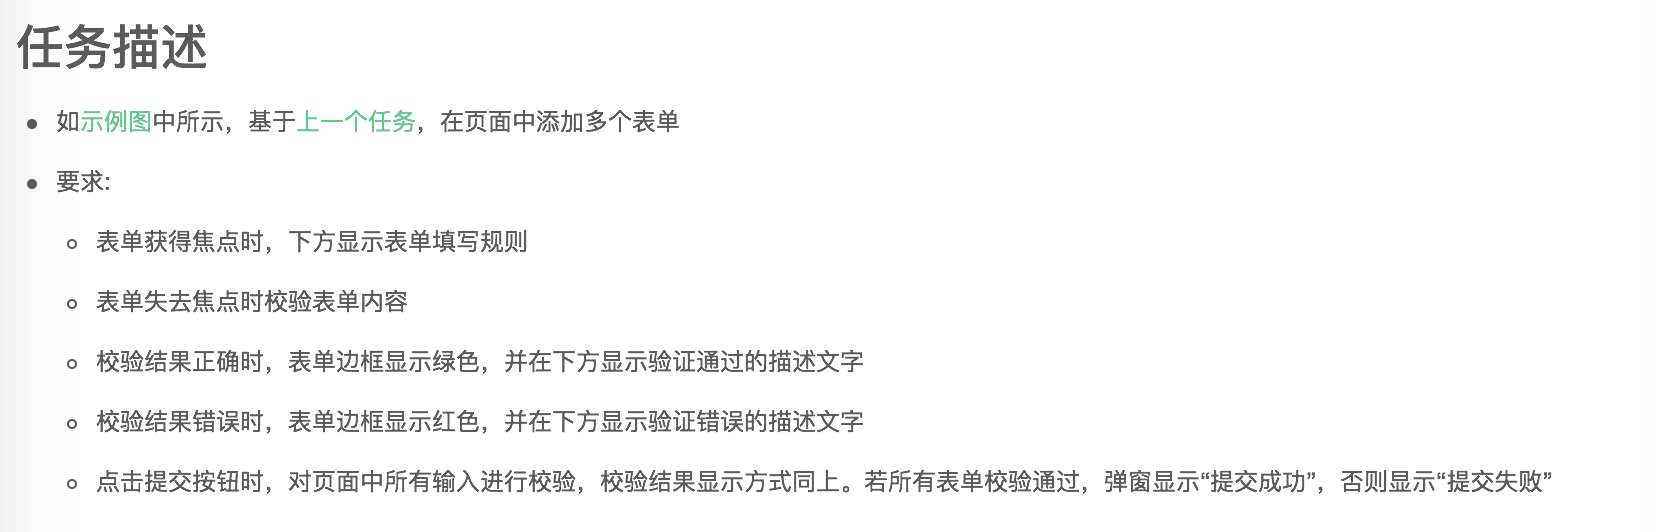 任务描述
如示例图中所示，基于上一个任务，在页面中添加多个表单
要求:
表单获得焦点时，下方显示表单填写规则
表单失去焦点时校验表单内容
校验结果正确时，表单边框显示绿色，并在下方显示验证通过的描述文字
校验结果错误时，表单边框显示红色，并在下方显示验证错误的描述文字
点击提交按钮时，对页面中所有输入进行校验，校验结果显示方式同上。若所有表单校验通过，弹窗显示“提交成功”，否则显示“提交失败”